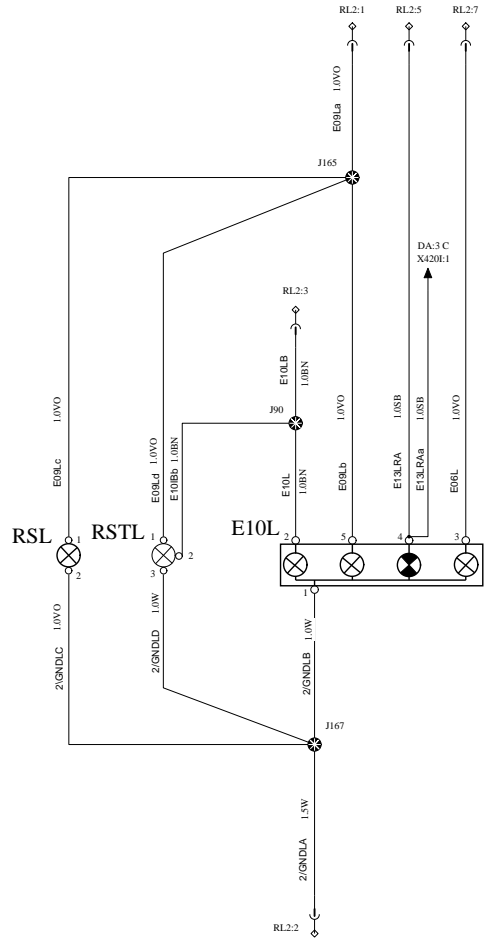 RL2:1
RL2:5
RL2:7
E09La 1.0VO
J165
DA:3 C
X420I:1
RL2:3
E10LB
1.0BN
J90
E09Lc 1.0VO
E09Ld 1.0VO
E10lBb 1.0BN
E10L
1.0BN
E09Lb 1.0VO
E13LRA 1.0SB
E13LRAa 1.0SB
E06L 1.0VO
RSL
1
2
RSTL
1
2
3
E10L
2
5
4
3
1
2\GNDLC 1.0VO
2/GNDLD 1.0W
2/GNDLB 1.0W
J167
2/GNDLA 1.5W
RL2:2